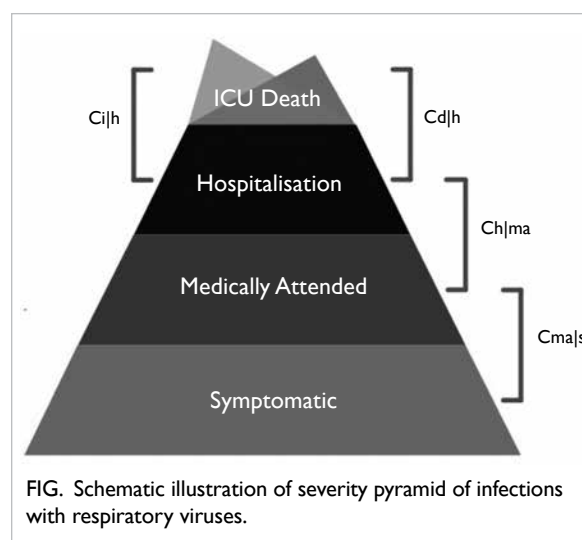 ICU Death
Ci|h
Cd|h
Hospitalisation
Ch|ma
Medically Attended
Cma|s
Symptomatic
FIG. Schematic illustration of severity pyramid of infections
with respiratory viruses.